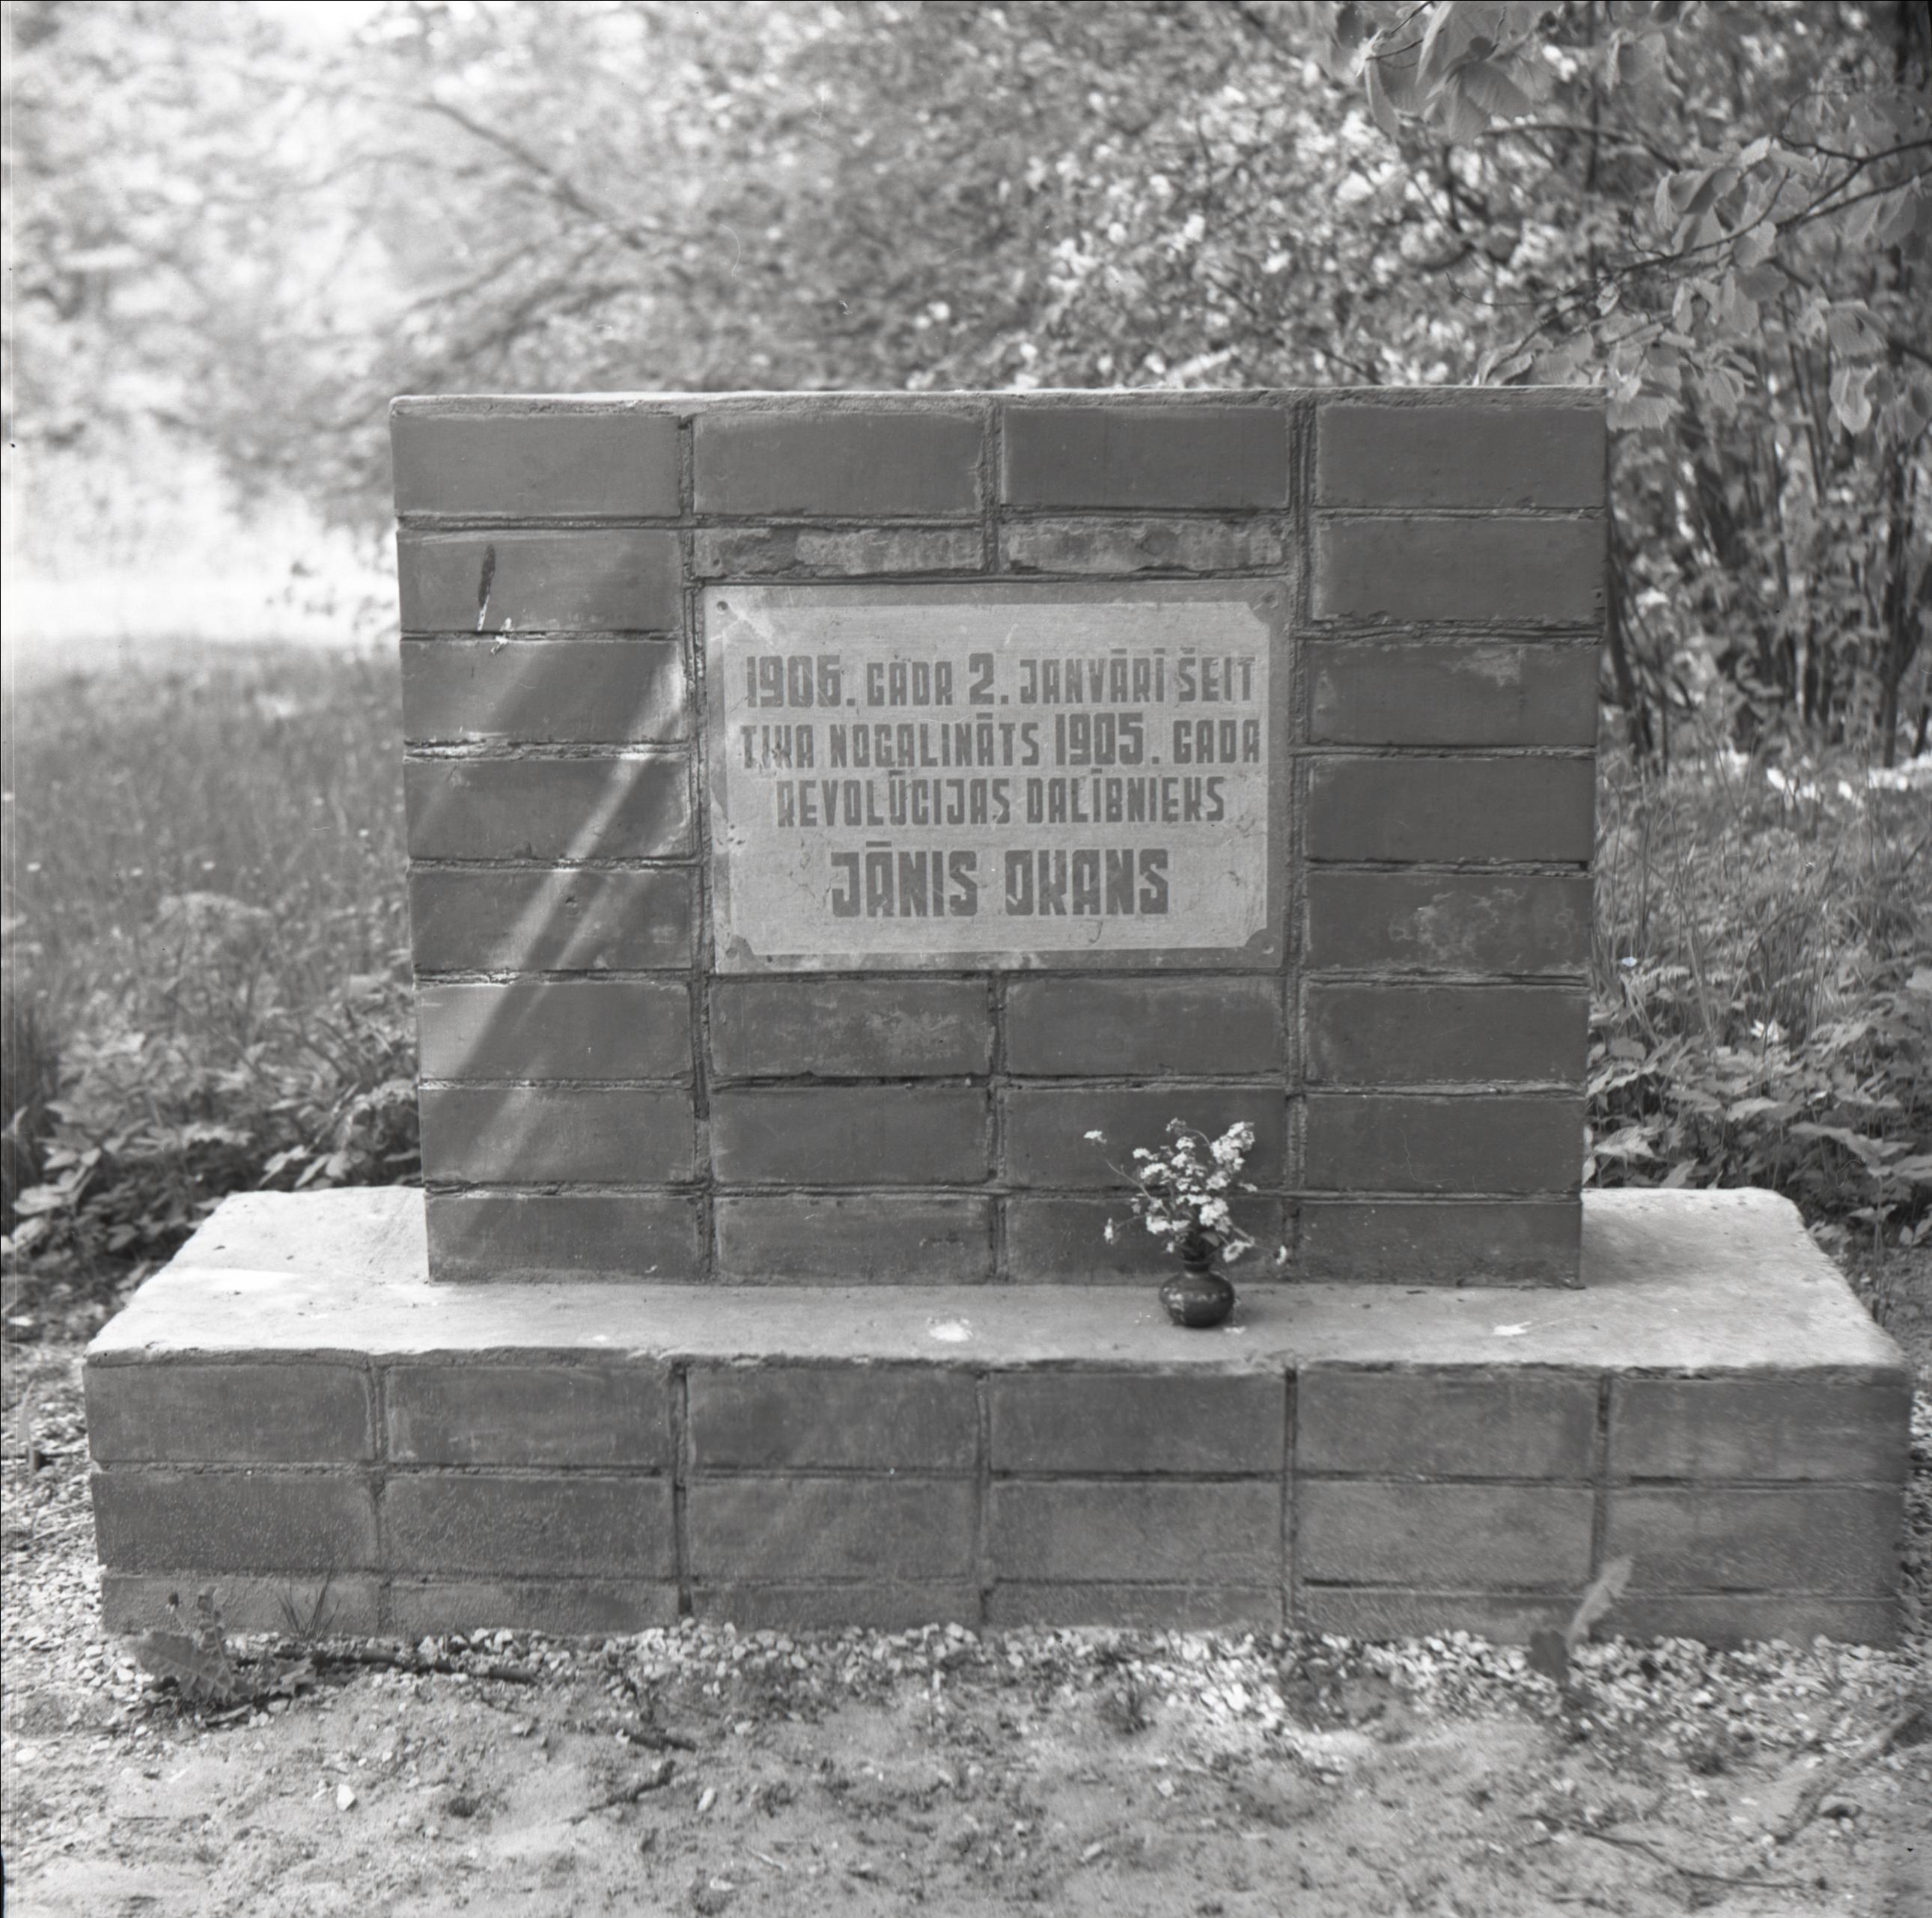 1906. GADA 2. JANVĀRĪ ŠEIT
TIKA NOGALINĀTS 1905. GADA
REVOLŪCIJAS DALĪBNIEKS
JĀNIS OKANS